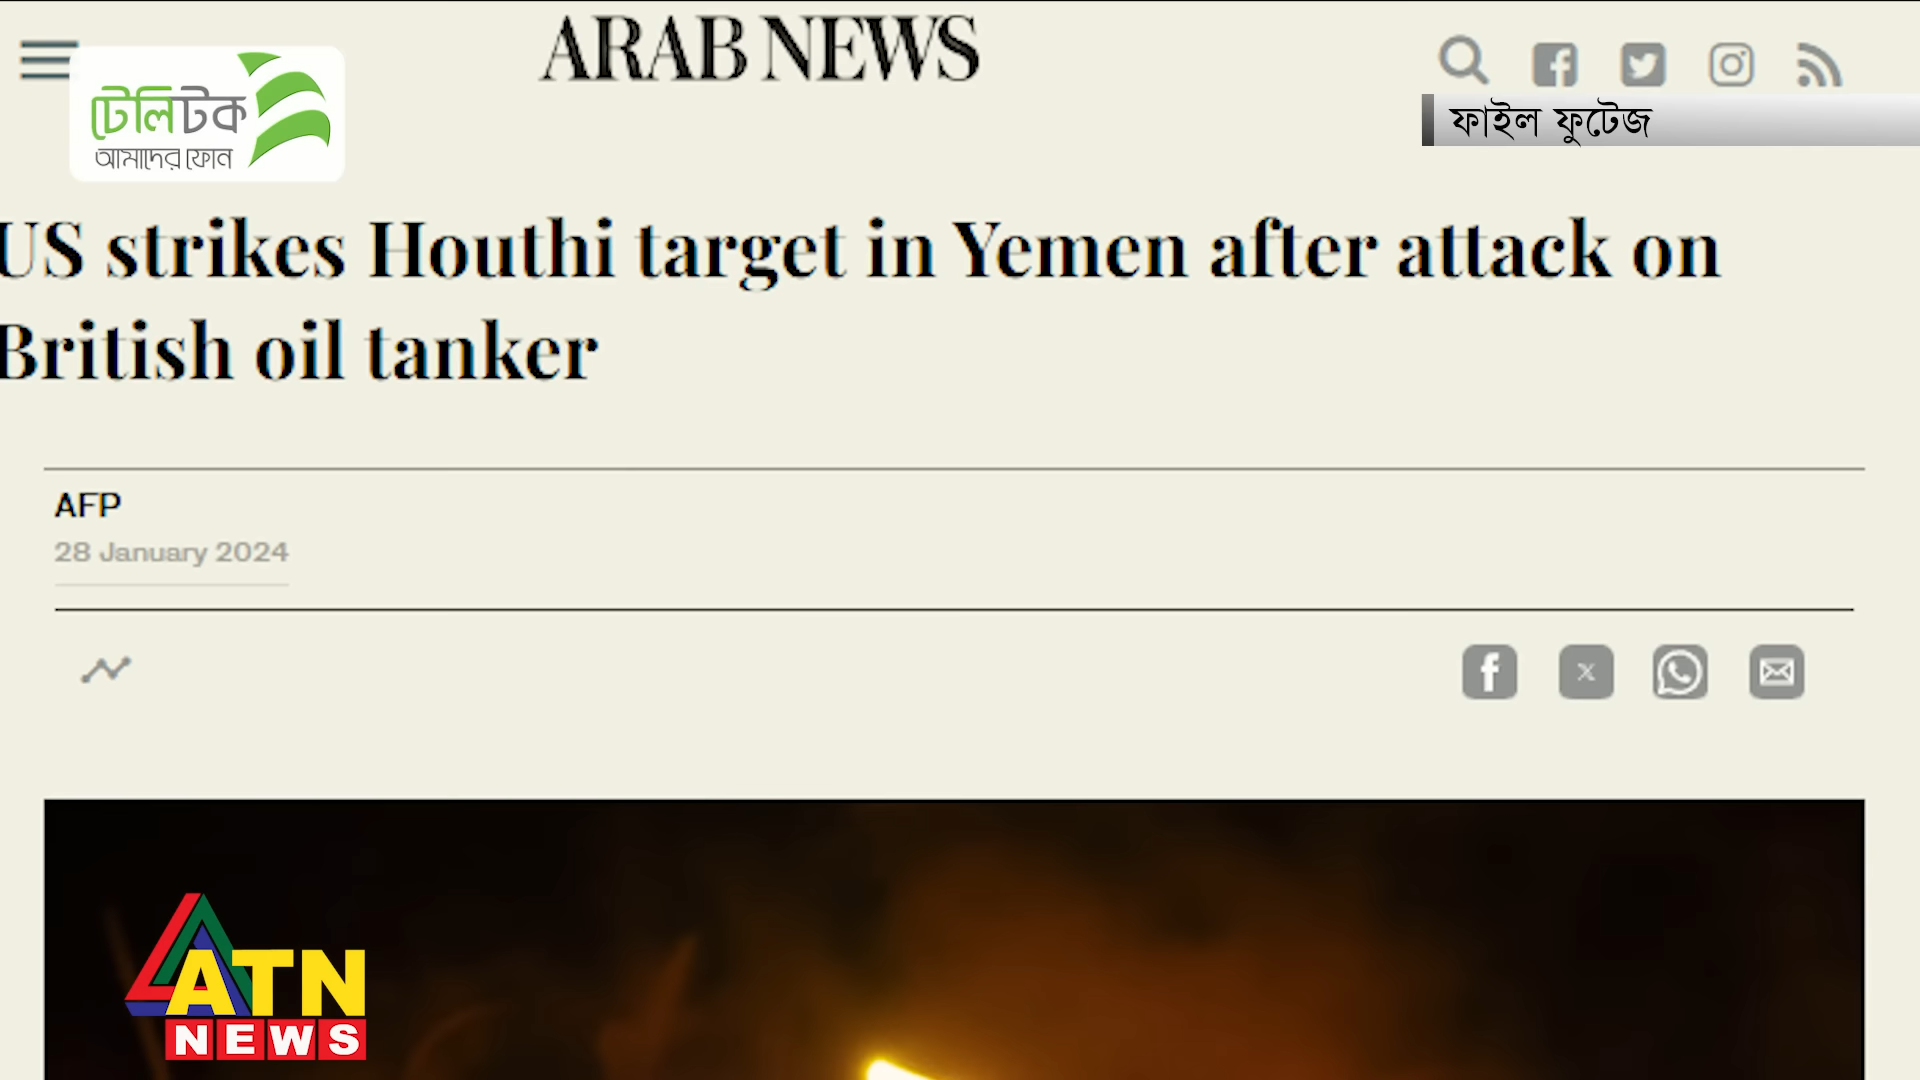 ARAB NEWS
টেলিটক
আমাদের ফোন
ফাইল ফুটেজ
US strikes Houthi target in Yemen after attack on
British oil tanker
AFP
28 January 2024
ATN
NEWS